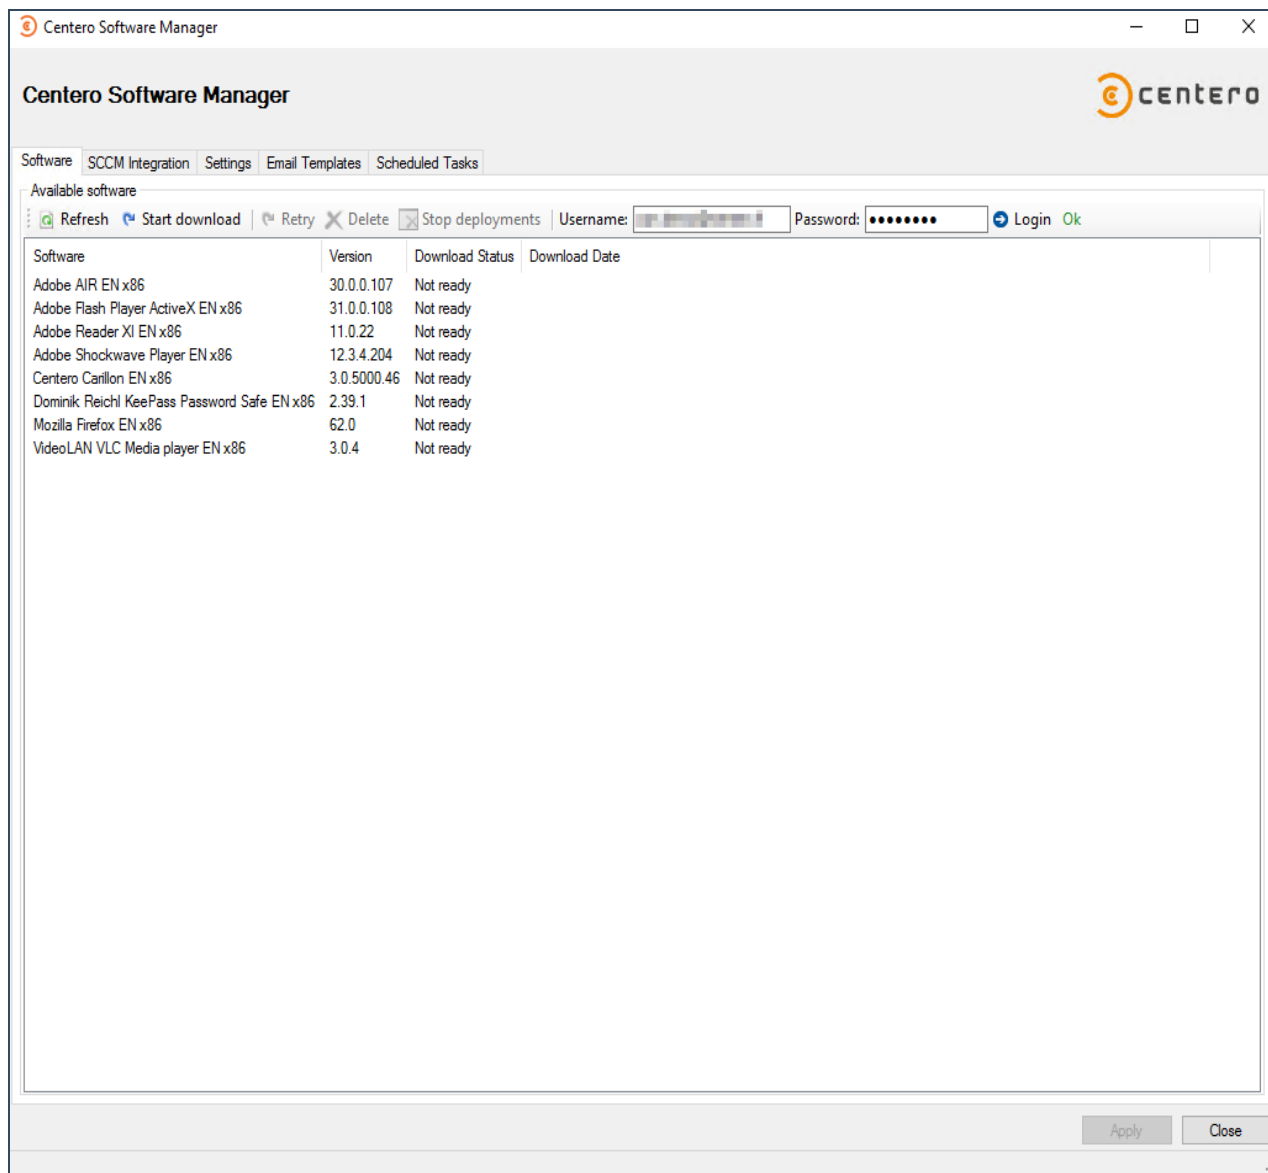 Centero Software Manager
Centero Software Manager
centero
Software SCCM Integration Settings Email Templates Scheduled Tasks
Available software
Refresh Start download Retry Delete Stop deployments Username: Password: ●●●●●●●● Login Ok
Software Version Download Status Download Date
Adobe AIR EN x86 30.0.0.107 Not ready
Adobe Flash Player ActiveX EN x86 31.0.0.108 Not ready
Adobe Reader XI EN x86 11.0.22 Not ready
Adobe Shockwave Player EN x86 12.3.4.204 Not ready
Centero Carillon EN x86 3.0.5000.46 Not ready
Dominik Reichl KeePass Password Safe EN x86 2.39.1 Not ready
Mozilla Firefox EN x86 62.0 Not ready
VideoLAN VLC Media player EN x86 3.0.4 Not ready
Apply Close